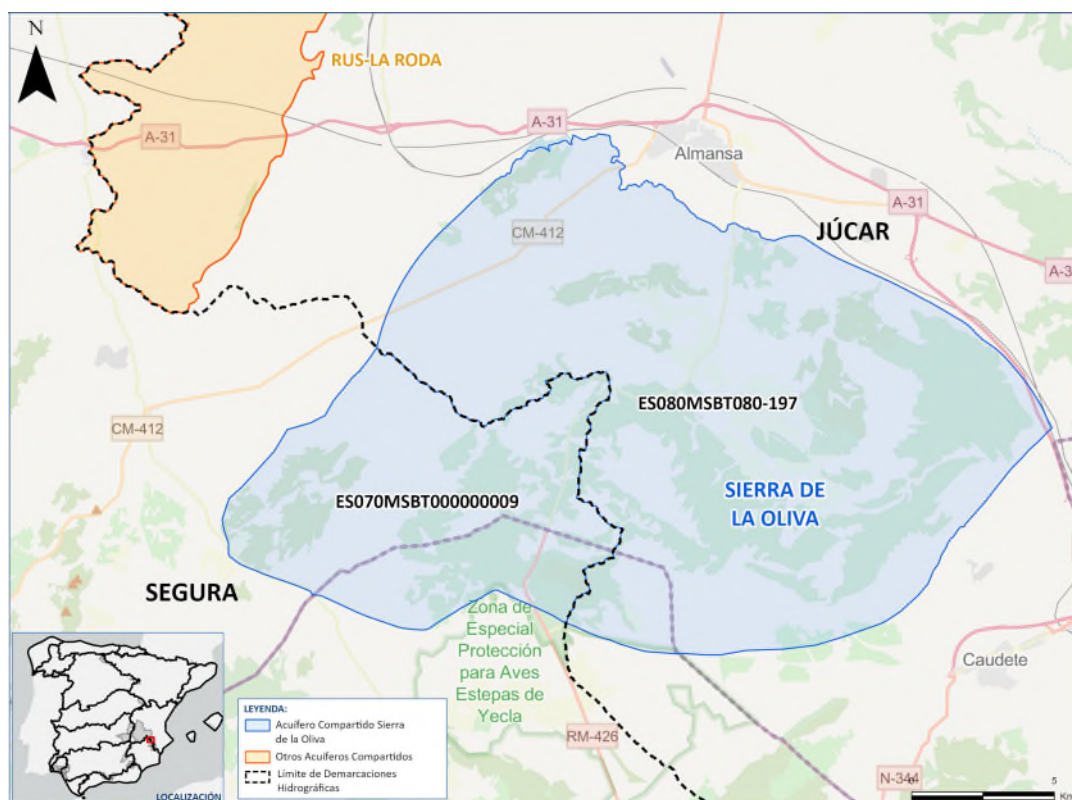 N
RUS-LA RODA
A-31
A-31
Almansa
A-31
JÚCAR
CM-412
A-3
ES080MSBT080-197
CM-412
SIERRA DE
LA OLIVA
ES070MSBT000000009
SEGURA
Zona de
Especial
Protección
para Aves
Estepas de
Yecla
Caudete
RM-426
N-344
LEYENDA:
Acuífero Compartido Sierra
de la Oliva
Otros Acuíferos Compartidos
Límite de Demarcaciones
Hidrográficas
LOCALIZACIÓN
0
5
Km